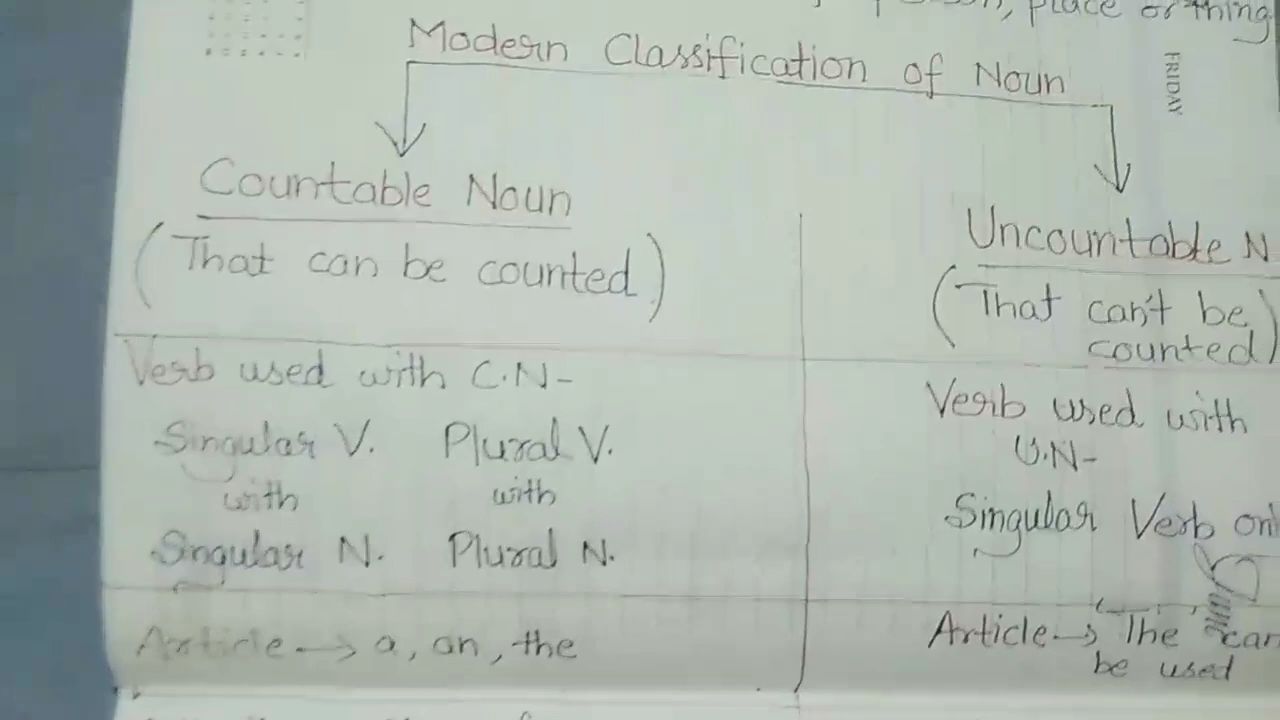 place or thing
FRIDAY
Modern Classification of Noun
Countable Noun
(That can be counted)
Verb used with C.N-
Singular V. Plural V.
with with
Singular N. Plural N.
Article → a, an, the
Uncountable N
(That can't be
counted)
Verb used with
U.N-
Singular Verb onl
Article → The can
be used